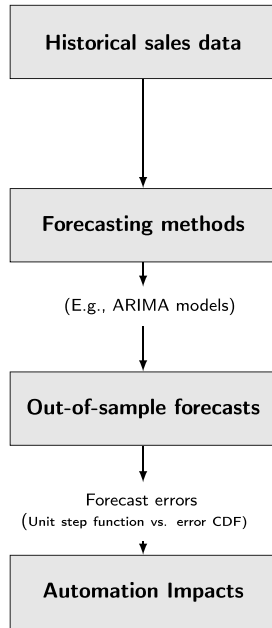 Historical sales data
Forecasting methods
(E.g., ARIMA models)
Out-of-sample forecasts
Forecast errors
(Unit step function vs. error CDF)
Automation Impacts